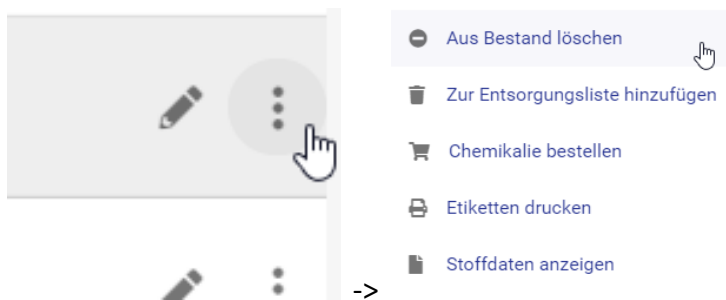 Aus Bestand löschen
Zur Entsorgungsliste hinzufügen
Chemikalie bestellen
Etiketten drucken
Stoffdaten anzeigen
->